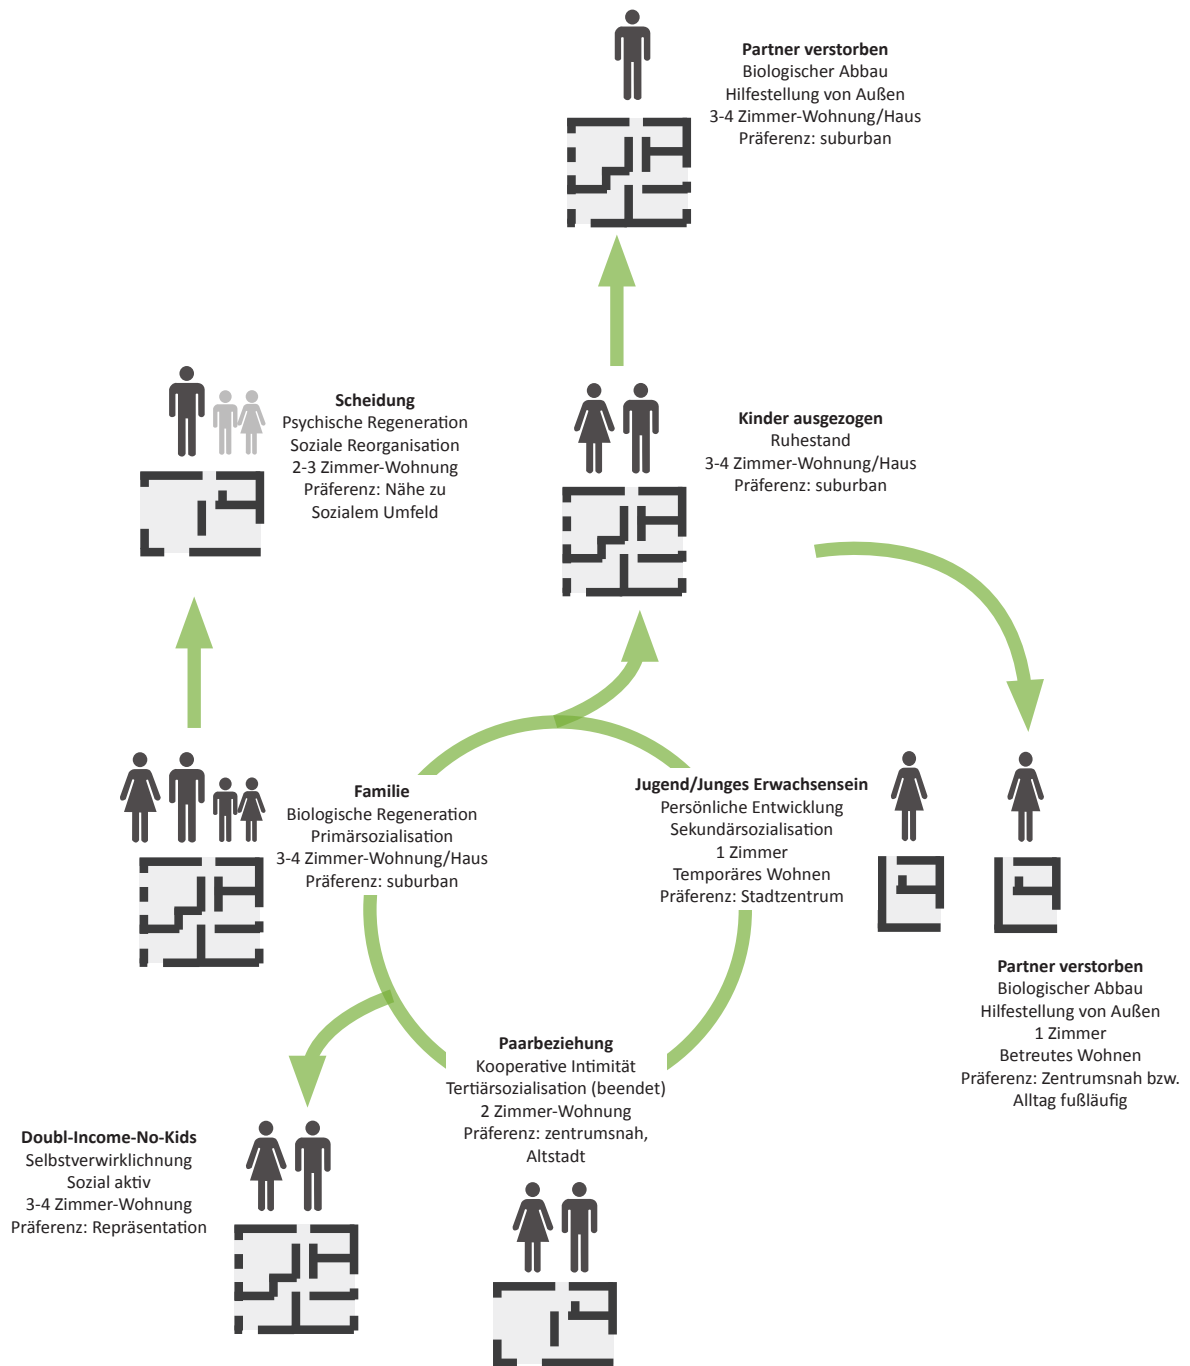 Partner verstorben
Biologischer Abbau
Hilfestellung von Außen
3-4 Zimmer-Wohnung/Haus
Präferenz: suburban
Scheidung
Psychische Regeneration
Soziale Reorganisation
2-3 Zimmer-Wohnung
Präferenz: Nähe zu
Sozialem Umfeld
Kinder ausgezogen
Ruhestand
3-4 Zimmer-Wohnung/Haus
Präferenz: suburban
Familie
Biologische Regeneration
Primärsozialisation
3-4 Zimmer-Wohnung/Haus
Präferenz: suburban
Jugend/Junges Erwachsensein
Persönliche Entwicklung
Sekundärsozialisation
1 Zimmer
Temporäres Wohnen
Präferenz: Stadtzentrum
Partner verstorben
Biologischer Abbau
Hilfestellung von Außen
1 Zimmer
Betreutes Wohnen
Präferenz: Zentrumsnah bzw.
Alltag fußläufig
Paarbeziehung
Kooperative Intimität
Tertiärsozialisation (beendet)
2 Zimmer-Wohnung
Präferenz: zentrumsnah,
Altstadt
Doubl-Income-No-Kids
Selbstverwirklichnung
Sozial aktiv
3-4 Zimmer-Wohnung
Präferenz: Repräsentation